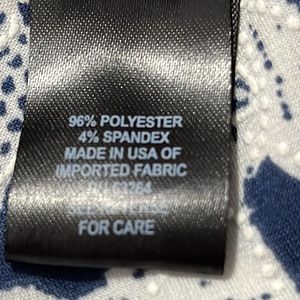 96% POLYESTER
4% SPANDEX
MADE IN USA OF
IMPORTED FABRIC
FOR CARE